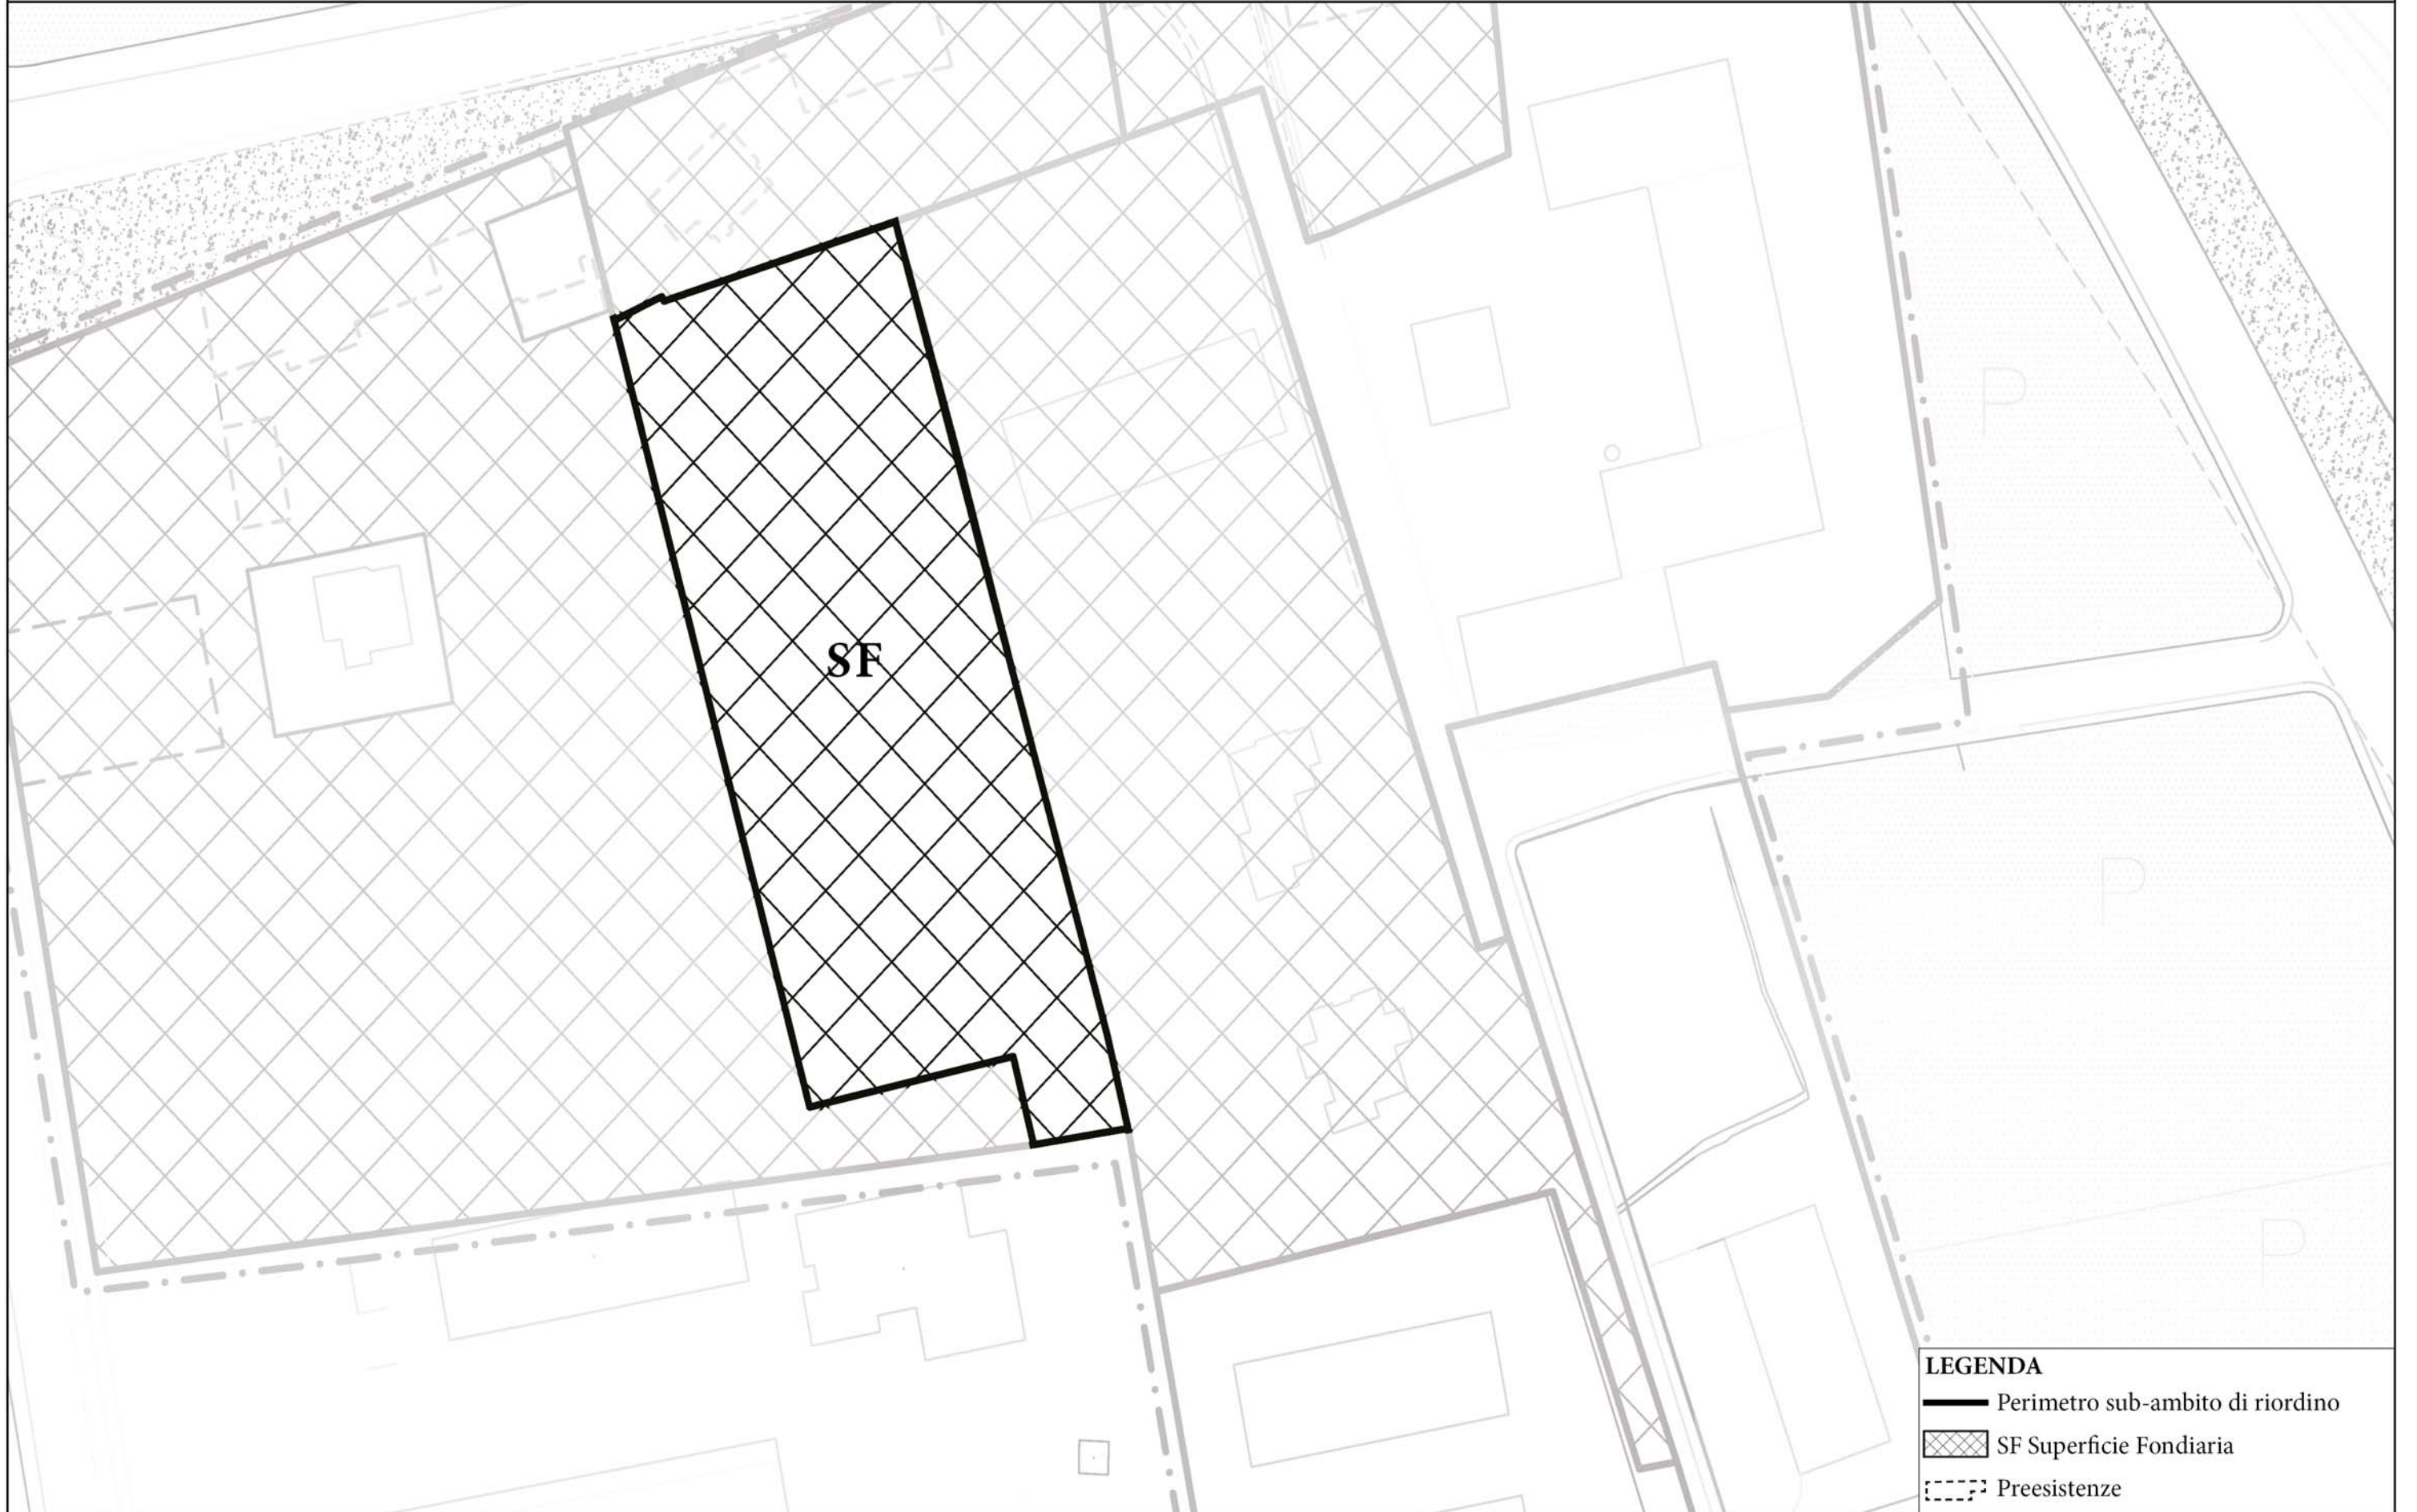 P
SF
P
P
LEGENDA
Perimetro sub-ambito di riordino
SF Superficie Fondiaria
Preesistenze